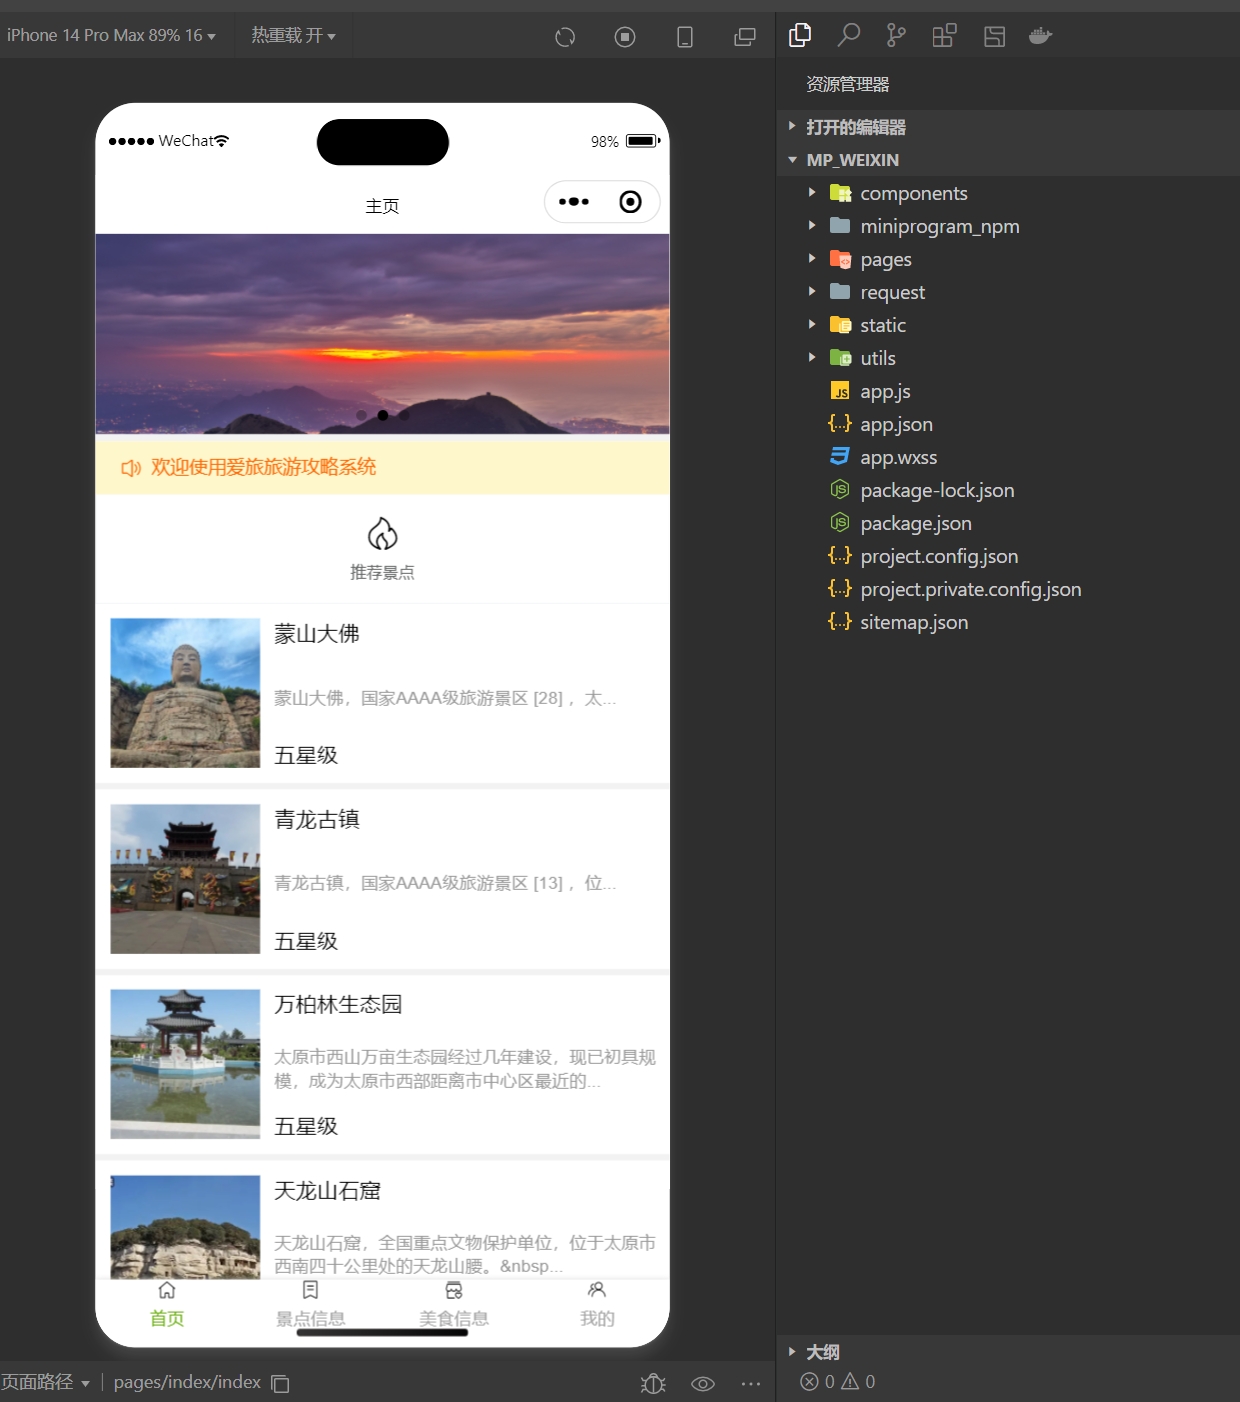 iPhone 14 Pro Max 89% 16
热重载 开
WeChat
98%
主页
欢迎使用爱旅旅游攻略系统
推荐景点
蒙山大佛
蒙山大佛，国家AAAA级旅游景区 [28] ，太...
五星级
青龙古镇
青龙古镇，国家AAAA级旅游景区 [13] ，位...
五星级
万柏林生态园
太原市西山万亩生态园经过几年建设，现已初具规
模，成为太原市西部距离市中心区最近的...
五星级
天龙山石窟
天龙山石窟，全国重点文物保护单位，位于太原市
西南四十公里处的天龙山腰。&nbsp...
首页
景点信息
美食信息
我的
页面路径
pages/index/index
资源管理器
打开的编辑器
MP_WEIXIN
components
miniprogram_npm
pages
request
static
utils
app.js
app.json
app.wxss
package-lock.json
package.json
project.config.json
project.private.config.json
sitemap.json
大纲
0
0